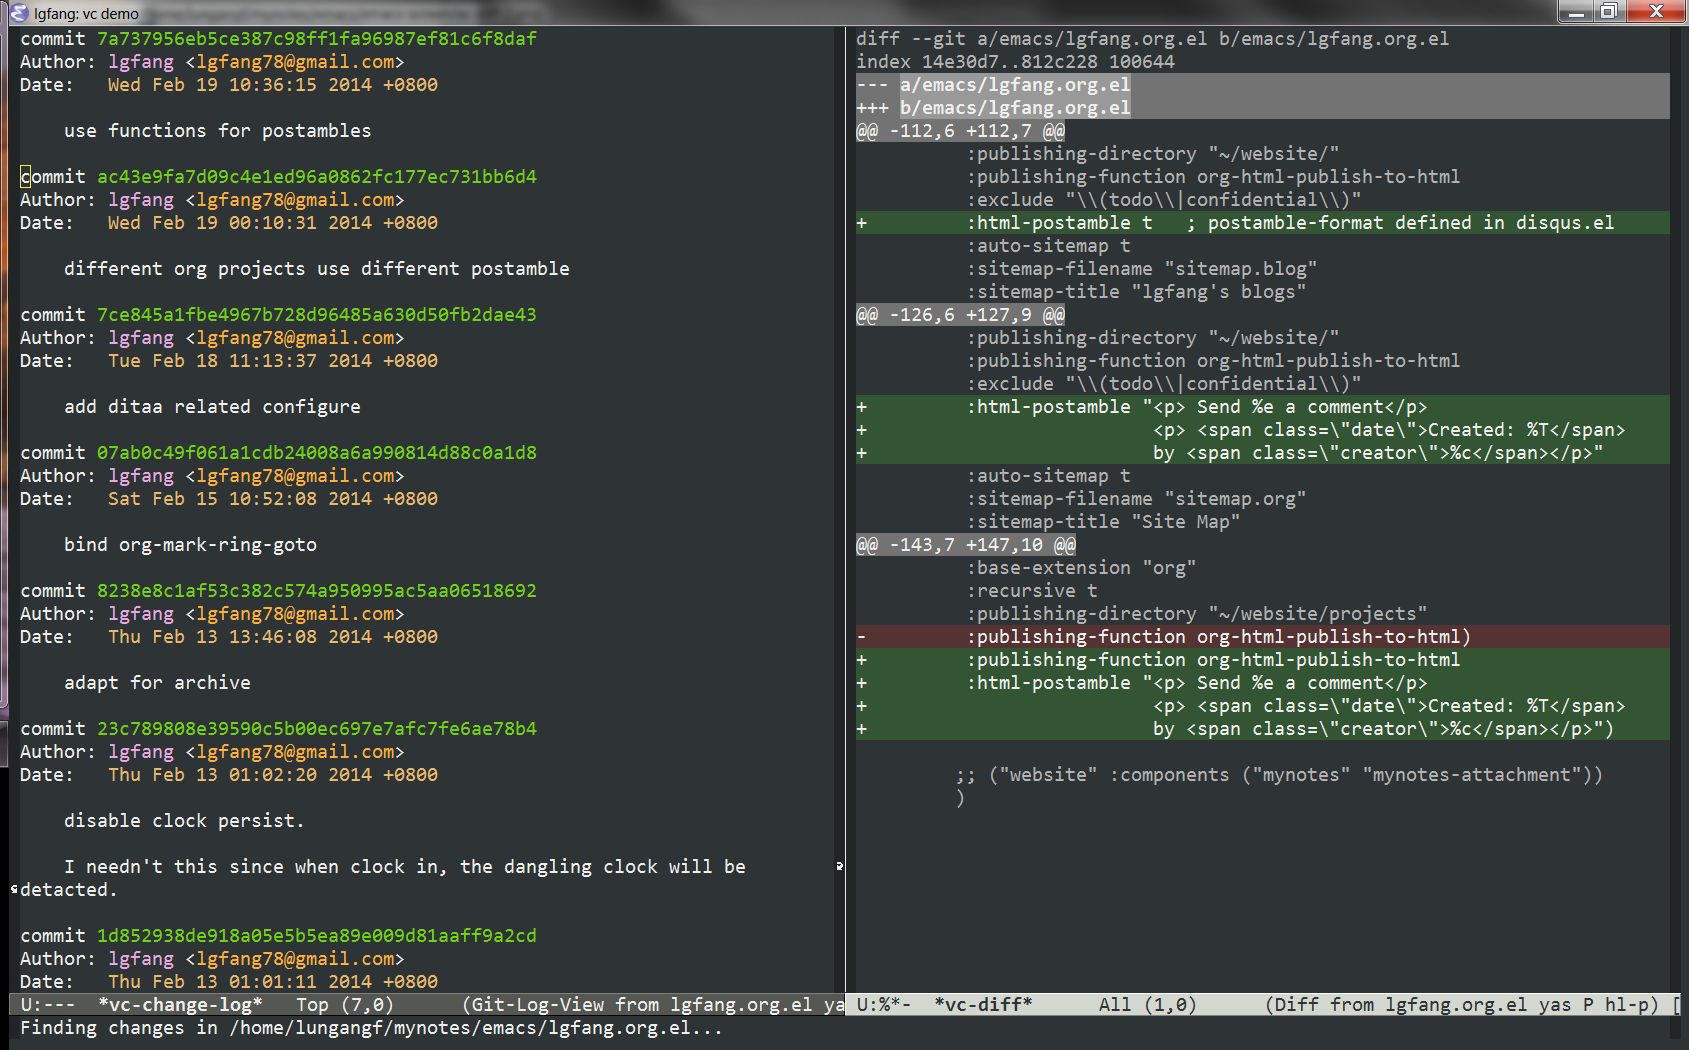 lgfang: vc demo
commit 7a737956eb5ce387c98ff1fa96987ef81c6f8daf
Author: lgfang <lgfang78@gmail.com>
Date:   Wed Feb 19 10:36:15 2014 +0800
    use functions for postambles
commit ac43e9fa7d09c4e1ed96a0862fc177ec731bb6d4
Author: lgfang <lgfang78@gmail.com>
Date:   Wed Feb 19 00:10:31 2014 +0800
    different org projects use different postamble
commit 7ce845a1fbe4967b728d96485a630d50fb2dae43
Author: lgfang <lgfang78@gmail.com>
Date:   Tue Feb 18 11:13:37 2014 +0800
    add ditaa related configure
commit 07ab0c49f061a1cdb24008a6a990814d88c0a1d8
Author: lgfang <lgfang78@gmail.com>
Date:   Sat Feb 15 10:52:08 2014 +0800
    bind org-mark-ring-goto
commit 8238e8c1af53c382c574a950995ac5aa06518692
Author: lgfang <lgfang78@gmail.com>
Date:   Thu Feb 13 13:46:08 2014 +0800
    adapt for archive
commit 23c789808e39590c5b00ec697e7afc7fe6ae78b4
Author: lgfang <lgfang78@gmail.com>
Date:   Thu Feb 13 01:02:20 2014 +0800
    disable clock persist.
    I needn't this since when clock in, the dangling clock will be
detacted.
commit 1d852938de918a05e5b5ea89e009d81aaff9a2cd
Author: lgfang <lgfang78@gmail.com>
Date:   Thu Feb 13 01:01:11 2014 +0800
U:---  *vc-change-log*   Top (7,0)      (Git-Log-View from lgfang.org.el ya
diff --git a/emacs/lgfang.org.el b/emacs/lgfang.org.el
index 14e30d7..812c228 100644
--- a/emacs/lgfang.org.el
+++ b/emacs/lgfang.org.el
@@ -112,6 +112,7 @@
          :publishing-directory "~/website/"
          :publishing-function org-html-publish-to-html
          :exclude "\\(todo\\|confidential\\)"
+         :html-postamble t   ; postamble-format defined in disqus.el
          :auto-sitemap t
          :sitemap-filename "sitemap.blog"
          :sitemap-title "lgfang's blogs"
@@ -126,6 +127,9 @@
          :publishing-directory "~/website/"
          :publishing-function org-html-publish-to-html
          :exclude "\\(todo\\|confidential\\)"
+         :html-postamble "<p> Send %e a comment</p>
+                          <p> <span class=\"date\">Created: %T</span>
+                          by <span class=\"creator\">%c</span></p>"
          :auto-sitemap t
          :sitemap-filename "sitemap.org"
          :sitemap-title "Site Map"
@@ -143,7 +147,10 @@
          :base-extension "org"
          :recursive t
          :publishing-directory "~/website/projects"
-         :publishing-function org-html-publish-to-html)
+         :publishing-function org-html-publish-to-html
+         :html-postamble "<p> Send %e a comment</p>
+                          <p> <span class=\"date\">Created: %T</span>
+                          by <span class=\"creator\">%c</span></p>")
         ;; ("website" :components ("mynotes" "mynotes-attachment"))
         )
U:%*-  *vc-diff*      All (1,0)      (Diff from lgfang.org.el yas P hl-p) [
Finding changes in /home/lungangf/mynotes/emacs/lgfang.org.el...